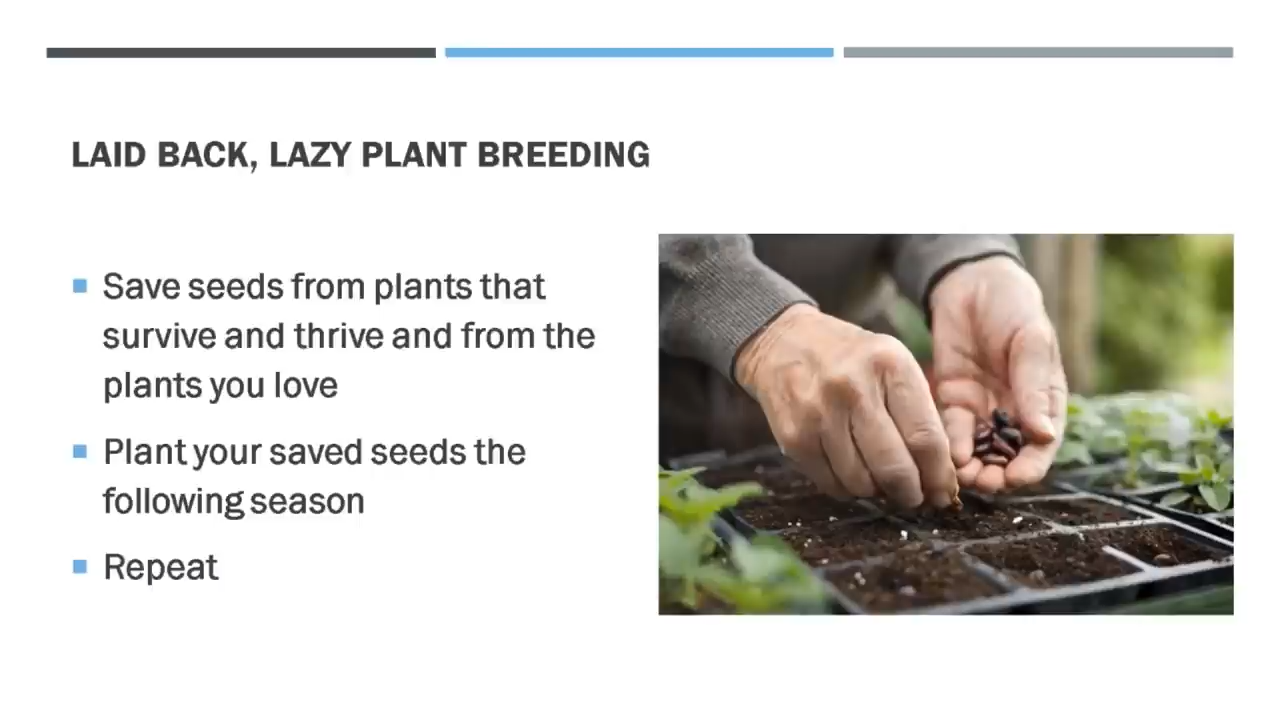 LAID BACK, LAZY PLANT BREEDING
Save seeds from plants that
survive and thrive and from the
plants you love
Plant your saved seeds the
following season
Repeat